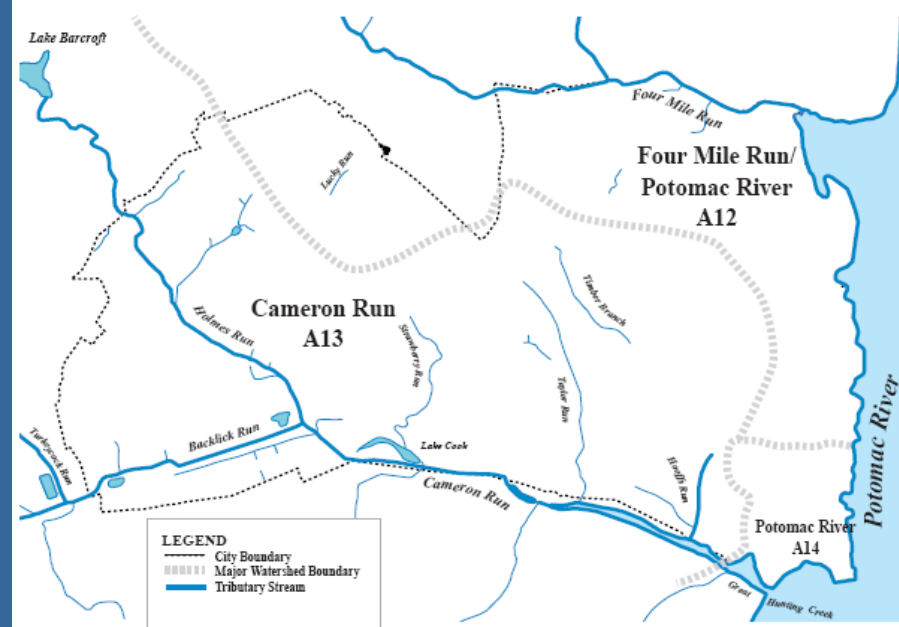 Lake Barcroft
Four Mile Run
Four Mile Run/
Potomac River
A12
Lucky Run
Timber Branch
Cameron Run
A13
Holmes Run
Strawberry Run
Taylor Run
Potomac River
Turkeycock Run
Backlick Run
Lake Cook
Hooffs Run
Cameron Run
Potomac River
A14
Great Hunting Creek
LEGEND
City Boundary
Major Watershed Boundary
Tributary Stream